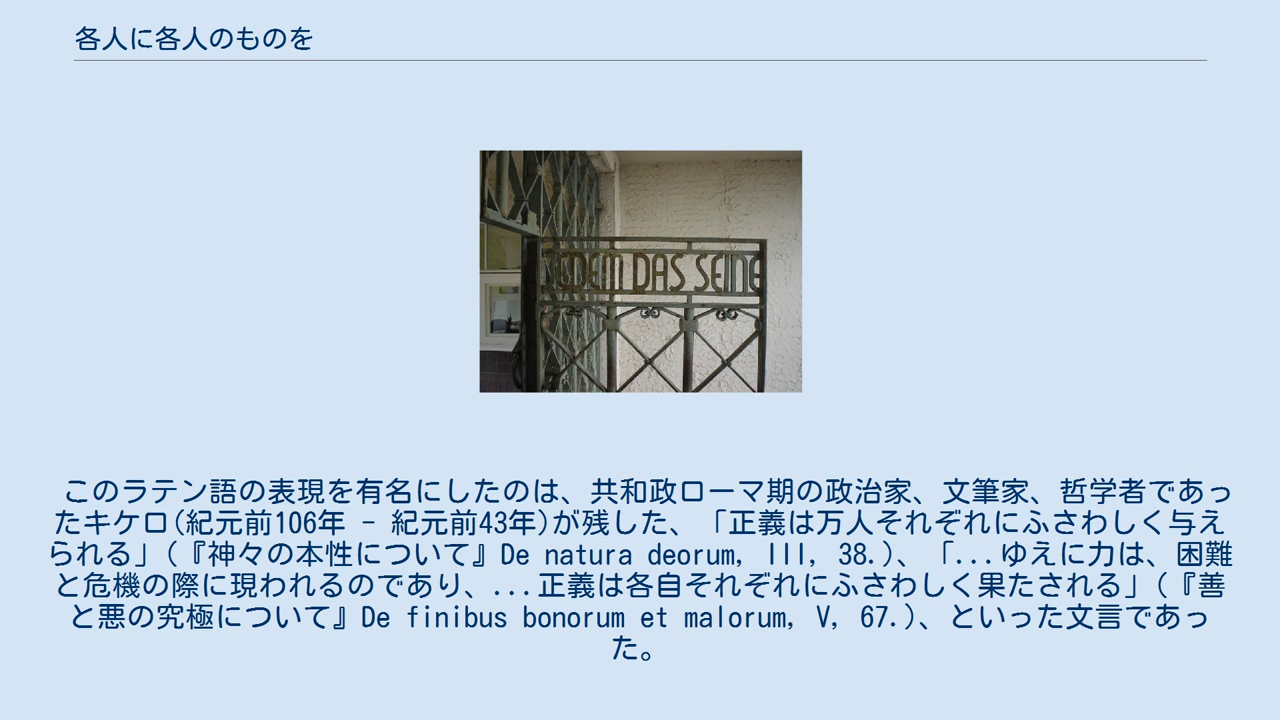 各人に各人のものを
JEDEM DAS SEINE
このラテン語の表現を有名にしたのは、共和政ローマ期の政治家、文筆家、哲学者であっ
たキケロ(紀元前106年 - 紀元前43年)が残した、「正義は万人それぞれにふさわしく与え
られる」(『神々の本性について』De natura deorum, III, 38.)、「...ゆえに力は、困難
と危機の際に現われるのであり、...正義は各自それぞれにふさわしく果たされる」(『善
と悪の究極について』De finibus bonorum et malorum, V, 67.)、といった文言であっ
た。